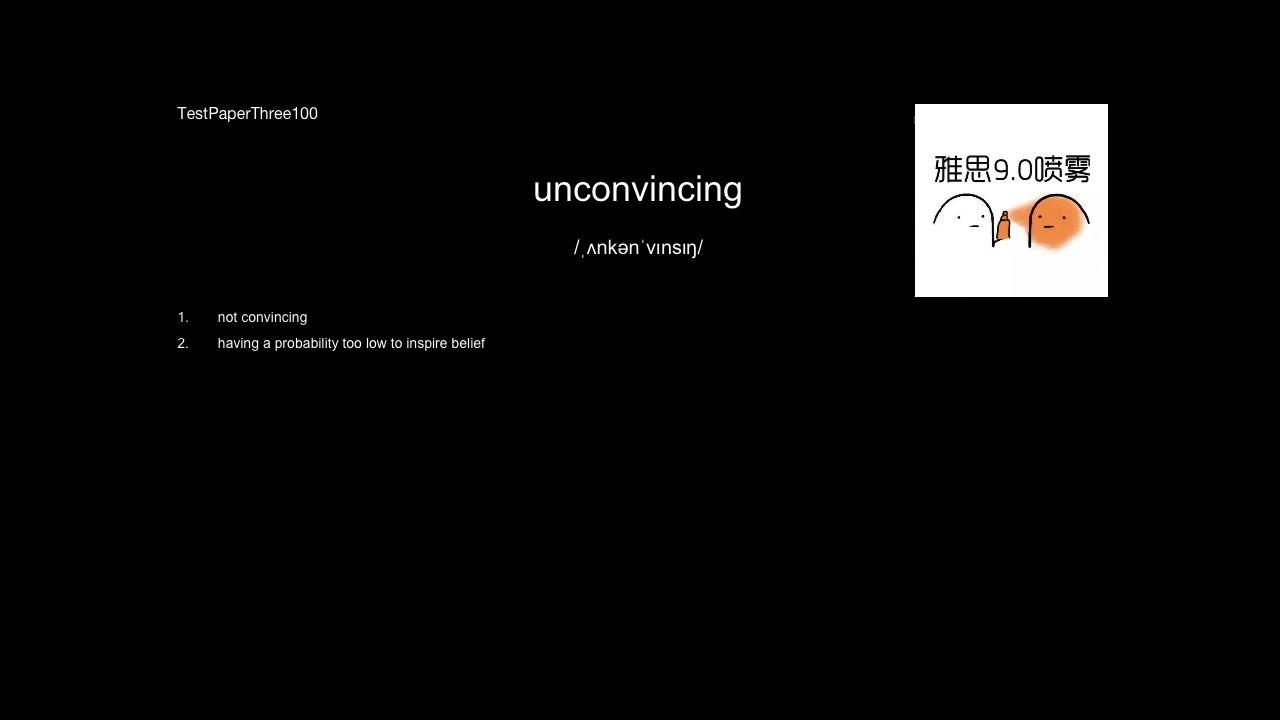 TestPaperThree100
雅思9.0喷雾
unconvincing
/ˌʌnkənˈvɪnsɪŋ/
1. not convincing
2. having a probability too low to inspire belief